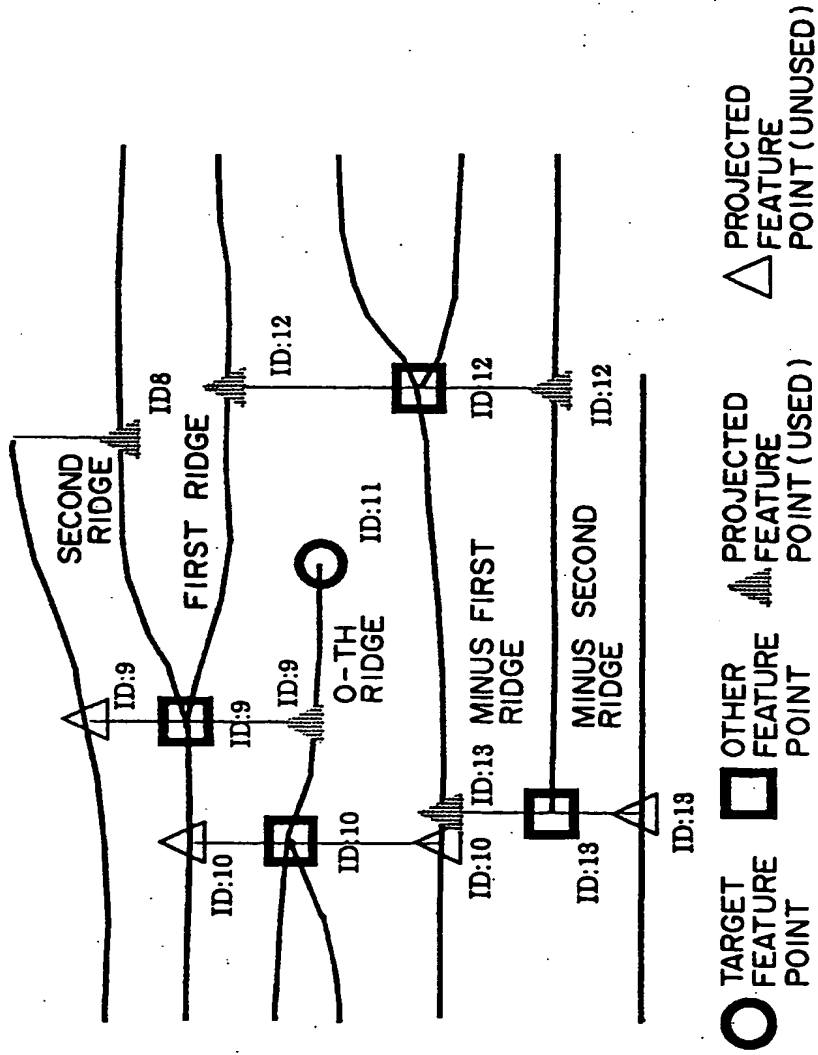 SECOND
RIDGE
ID8
FIRST RIDGE
ID:12
ID:9
ID:9
ID:9
O-TH
RIDGE
ID:11
ID:12
ID:12
ID:10
ID:10
MINUS FIRST
RIDGE
ID:13
ID:10
MINUS SECOND
RIDGE
ID:13
ID:13
TARGET
FEATURE
POINT
OTHER
FEATURE
POINT
PROJECTED
FEATURE
POINT (USED)
PROJECTED
FEATURE
POINT (UNUSED)